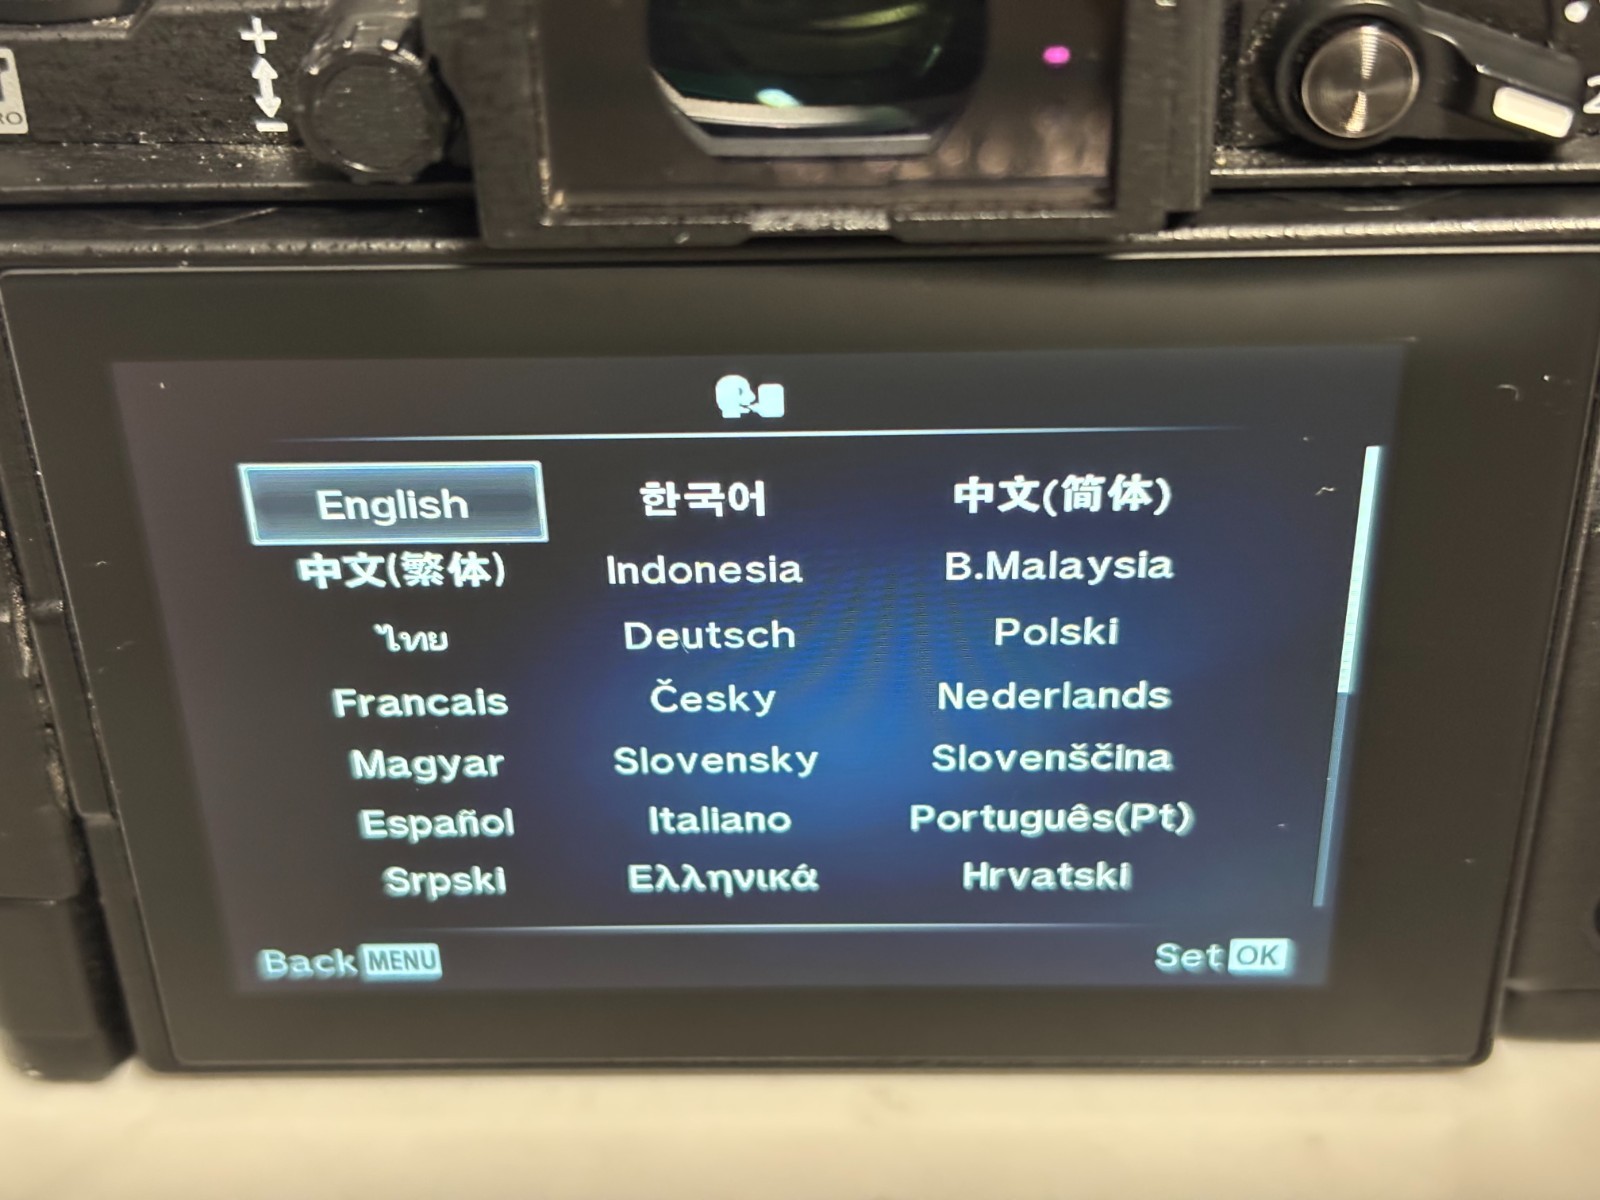 English 한국어 中文(简体)
中文(繁体) Indonesia B.Malaysia
ไทย Deutsch Polski
Francais Česky Nederlands
Magyar Slovensky Slovenščina
Español Italiano Português(Pt)
Srpski Ελληνικά Hrvatski
Back MENU Set OK